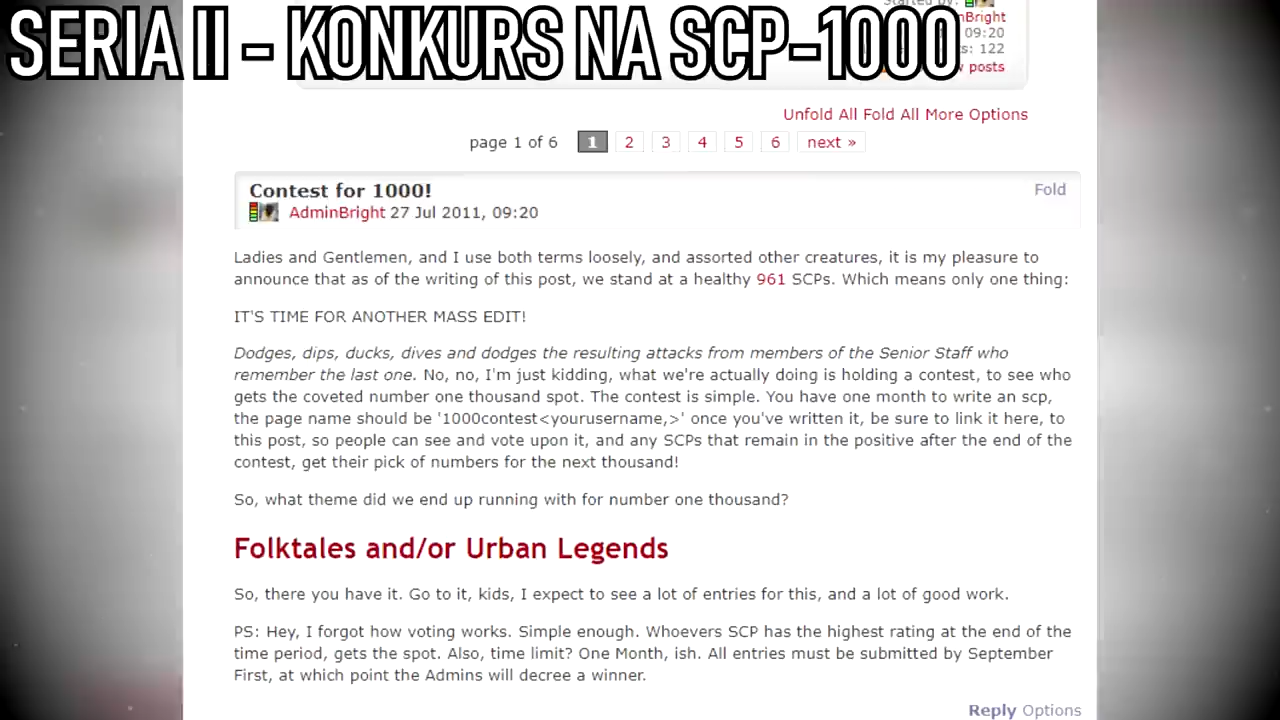 SERIA II - KONKURS NA SCP-1000
nBright
09:20
s: 122
w posts
Unfold All Fold All More Options
page 1 of 6 1 2 3 4 5 6 next »
Contest for 1000!
Fold
AdminBright 27 Jul 2011, 09:20
Ladies and Gentlemen, and I use both terms loosely, and assorted other creatures, it is my pleasure to
announce that as of the writing of this post, we stand at a healthy 961 SCPs. Which means only one thing:
IT'S TIME FOR ANOTHER MASS EDIT!
Dodges, dips, ducks, dives and dodges the resulting attacks from members of the Senior Staff who
remember the last one. No, no, I'm just kidding, what we're actually doing is holding a contest, to see who
gets the coveted number one thousand spot. The contest is simple. You have one month to write an scp,
the page name should be '1000contest<yourusername,>' once you've written it, be sure to link it here, to
this post, so people can see and vote upon it, and any SCPs that remain in the positive after the end of the
contest, get their pick of numbers for the next thousand!
So, what theme did we end up running with for number one thousand?
Folktales and/or Urban Legends
So, there you have it. Go to it, kids, I expect to see a lot of entries for this, and a lot of good work.
PS: Hey, I forgot how voting works. Simple enough. Whoevers SCP has the highest rating at the end of the
time period, gets the spot. Also, time limit? One Month, ish. All entries must be submitted by September
First, at which point the Admins will decree a winner.
Reply Options